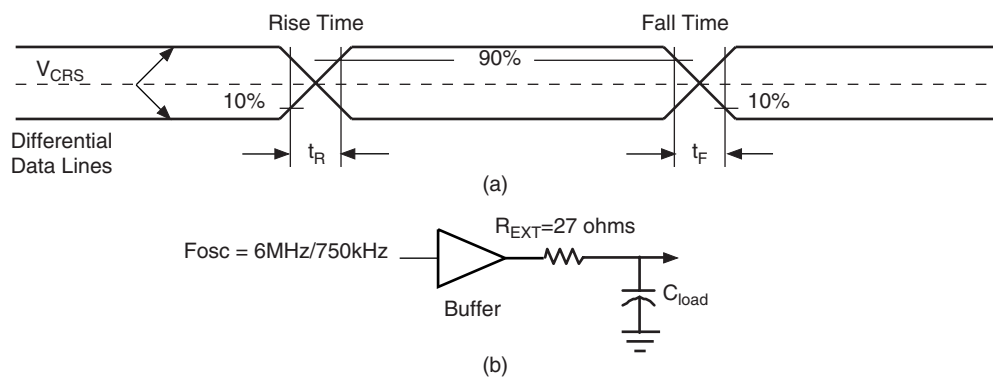 Rise Time
Fall Time
V_CRS
90%
10%
10%
Differential
Data Lines
t_R
t_F
(a)
R_EXT=27 ohms
Fosc = 6MHz/750kHz
Buffer
C_load
(b)